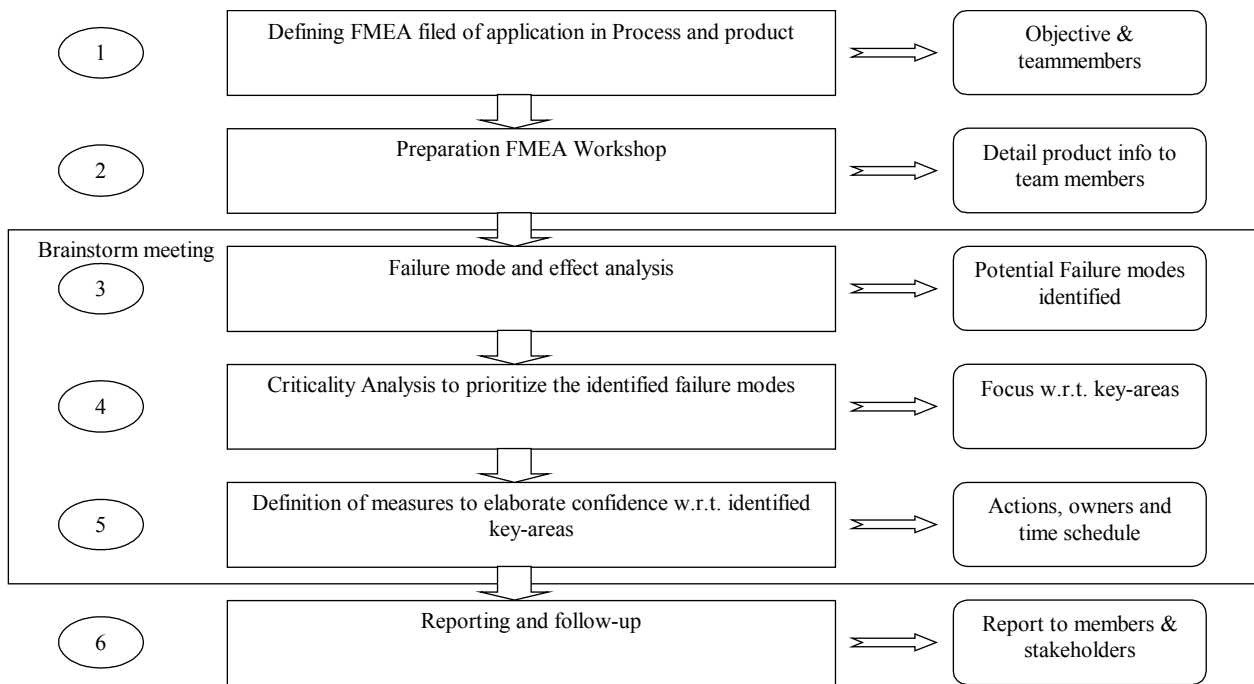 1
Defining FMEA filed of application in Process and product
Objective &
teammembers
2
Preparation FMEA Workshop
Detail product info to
team members
Brainstorm meeting
3
Failure mode and effect analysis
Potential Failure modes
identified
4
Criticality Analysis to prioritize the identified failure modes
Focus w.r.t. key-areas
5
Definition of measures to elaborate confidence w.r.t. identified
key-areas
Actions, owners and
time schedule
6
Reporting and follow-up
Report to members &
stakeholders